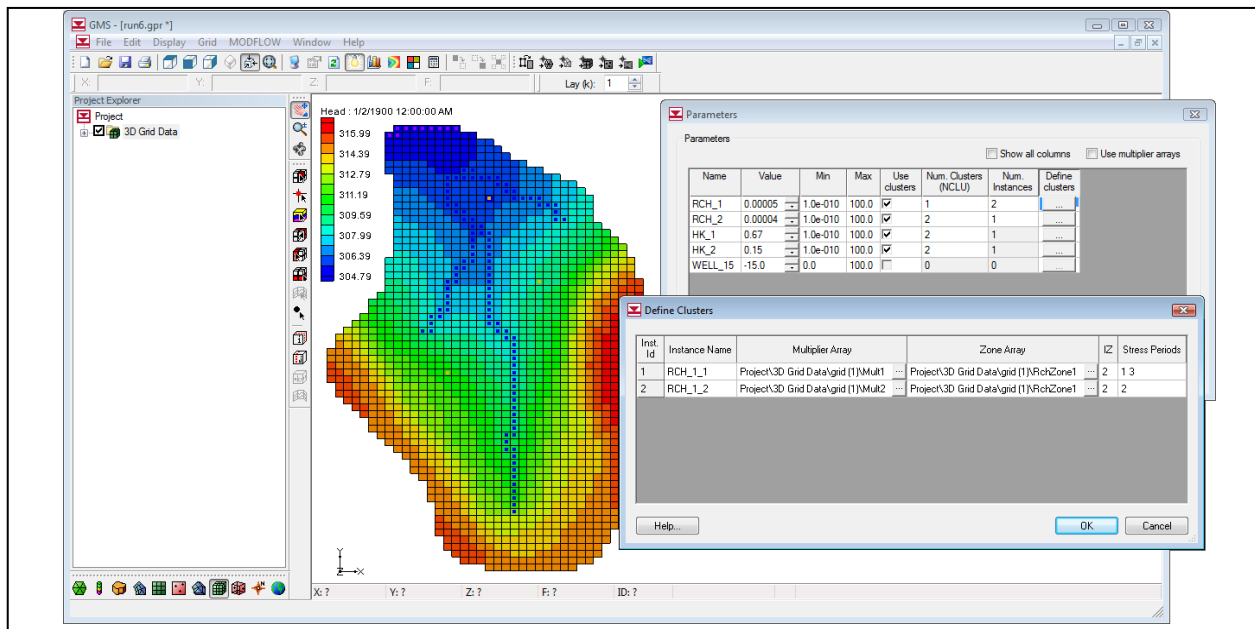 GMS - [run6.gpr *]
File Edit Display Grid MODFLOW Window Help
X: Y: Z: F: Lay (k): 1
Project Explorer
Project
3D Grid Data
Head : 1/2/1900 12:00:00 AM
315.99
314.39
312.79
311.19
309.59
307.99
306.39
304.79
Parameters
Parameters
Show all columns Use multiplier arrays
Name Value Min Max Use clusters Num. Clusters (NCLU) Num. Instances Define clusters
RCH_1 0.00005 1.0e-010 100.0 1 2 ...
RCH_2 0.00004 1.0e-010 100.0 2 1 ...
HK_1 0.67 1.0e-010 100.0 2 1 ...
HK_2 0.15 1.0e-010 100.0 2 1 ...
WELL_15 -15.0 0.0 100.0 0 0 ...
Define Clusters
Inst. Id Instance Name Multiplier Array Zone Array IZ Stress Periods
1 RCH_1_1 Project\3D Grid Data\grid (1)\Mult1 ... Project\3D Grid Data\grid (1)\RchZone1 ... 2 1 3
2 RCH_1_2 Project\3D Grid Data\grid (1)\Mult2 ... Project\3D Grid Data\grid (1)\RchZone1 ... 2 2
Help... OK Cancel
Y
Z X
X: ? Y: ? Z: ? F: ? ID: ?